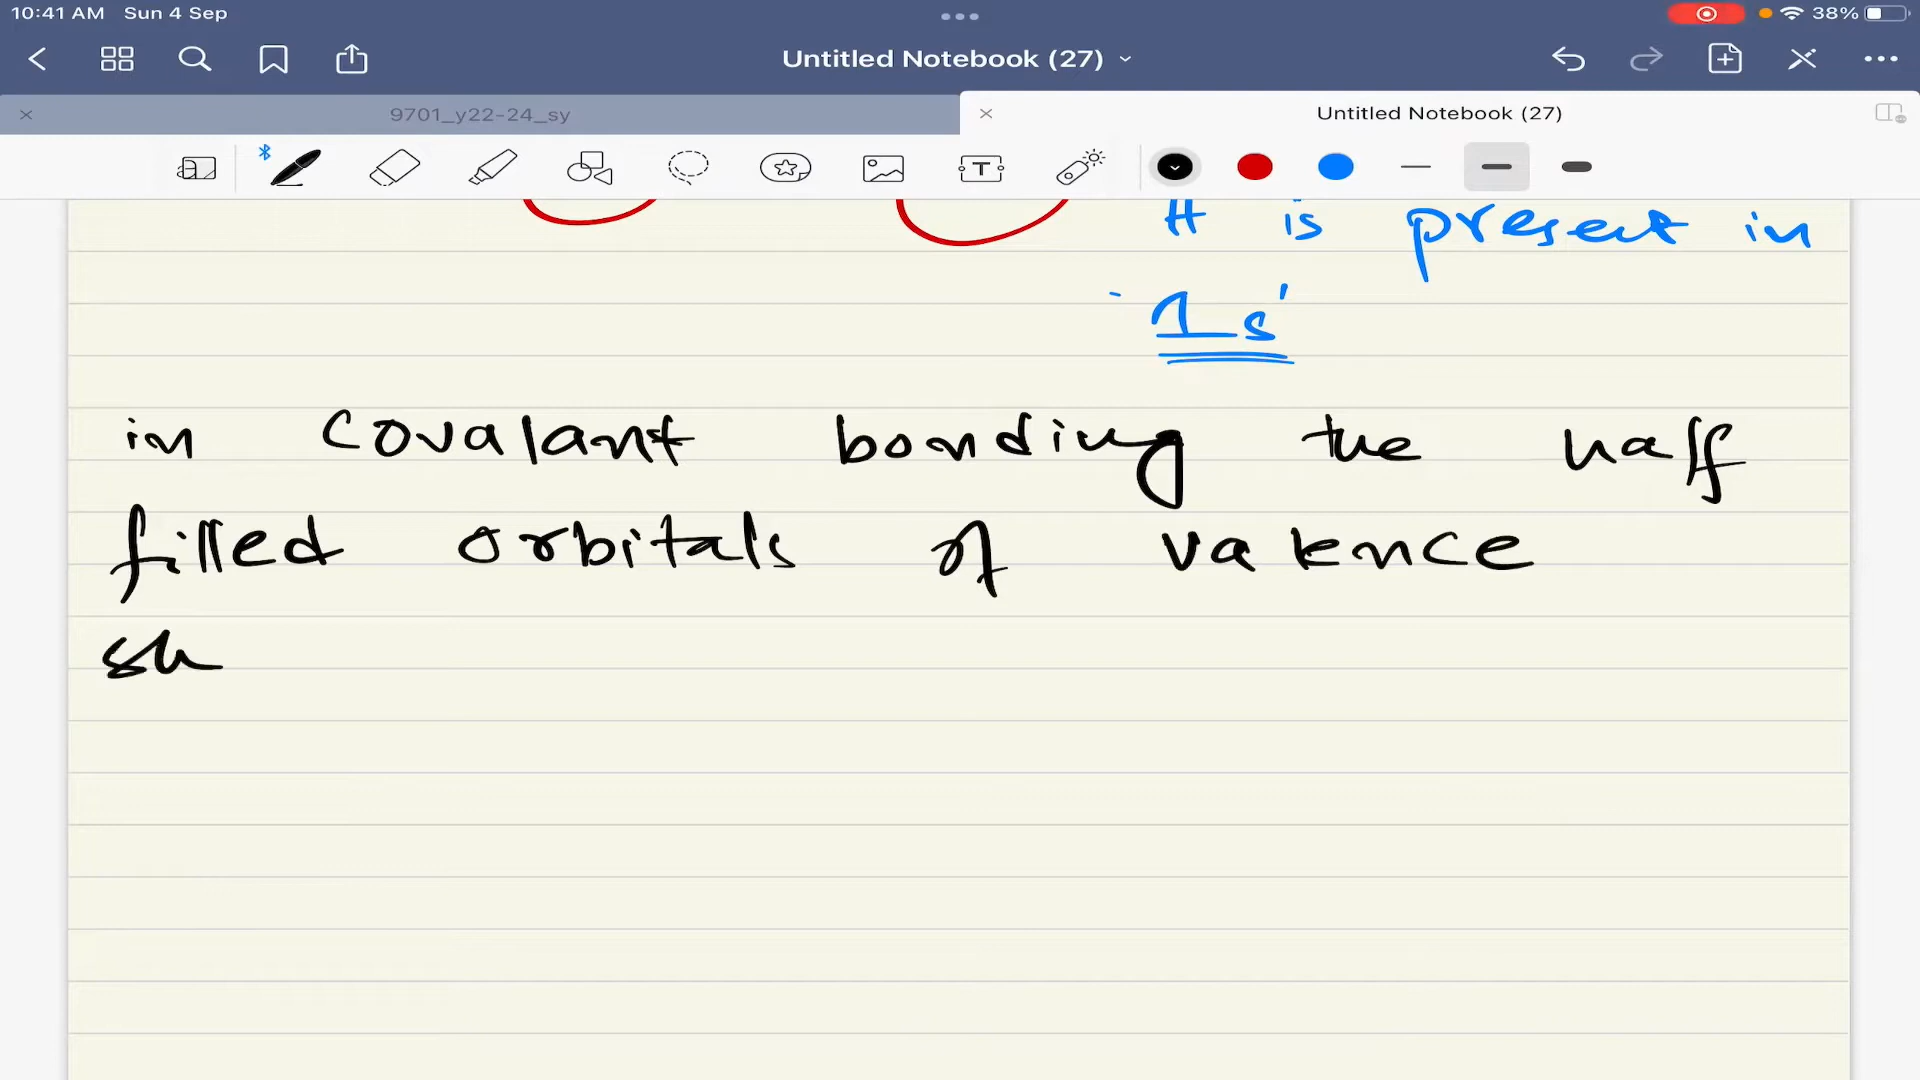 10:41 AM Sun 4 Sep
38%
Untitled Notebook (27)
9701_y22-24_sy
Untitled Notebook (27)
It is present in
1s'
in covalant bonding the half
filled orbitals of valence
sh